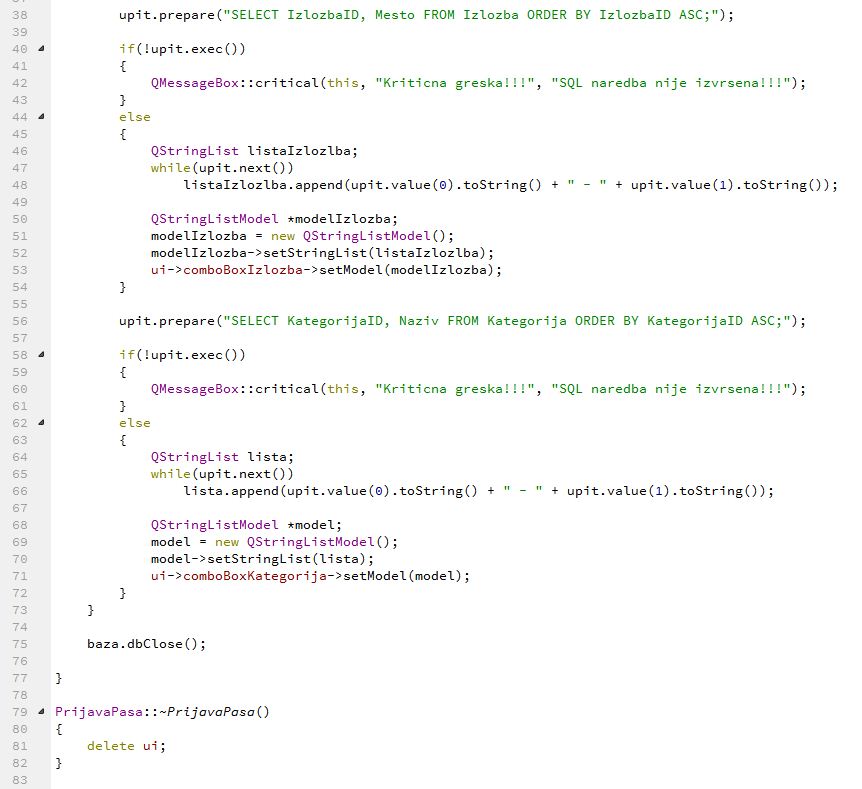 38         upit.prepare("SELECT IzlozbaID, Mesto FROM Izlozba ORDER BY IzlozbaID ASC;");
39
40         if(!upit.exec())
41         {
42             QMessageBox::critical(this, "Kriticna greska!!!", "SQL naredba nije izvrsena!!!");
43         }
44         else
45         {
46             QStringList listaIzlozlba;
47             while(upit.next())
48                 listaIzlozlba.append(upit.value(0).toString() + " - " + upit.value(1).toString());
49
50             QStringListModel *modelIzlozba;
51             modelIzlozba = new QStringListModel();
52             modelIzlozba->setStringList(listaIzlozlba);
53             ui->comboBoxIzlozba->setModel(modelIzlozba);
54         }
55
56         upit.prepare("SELECT KategorijaID, Naziv FROM Kategorija ORDER BY KategorijaID ASC;");
57
58         if(!upit.exec())
59         {
60             QMessageBox::critical(this, "Kriticna greska!!!", "SQL naredba nije izvrsena!!!");
61         }
62         else
63         {
64             QStringList lista;
65             while(upit.next())
66                 lista.append(upit.value(0).toString() + " - " + upit.value(1).toString());
67
68             QStringListModel *model;
69             model = new QStringListModel();
70             model->setStringList(lista);
71             ui->comboBoxKategorija->setModel(model);
72         }
73     }
74
75     baza.dbClose();
76
77 }
78
79 PrijavaPasa::~PrijavaPasa()
80 {
81     delete ui;
82 }
83